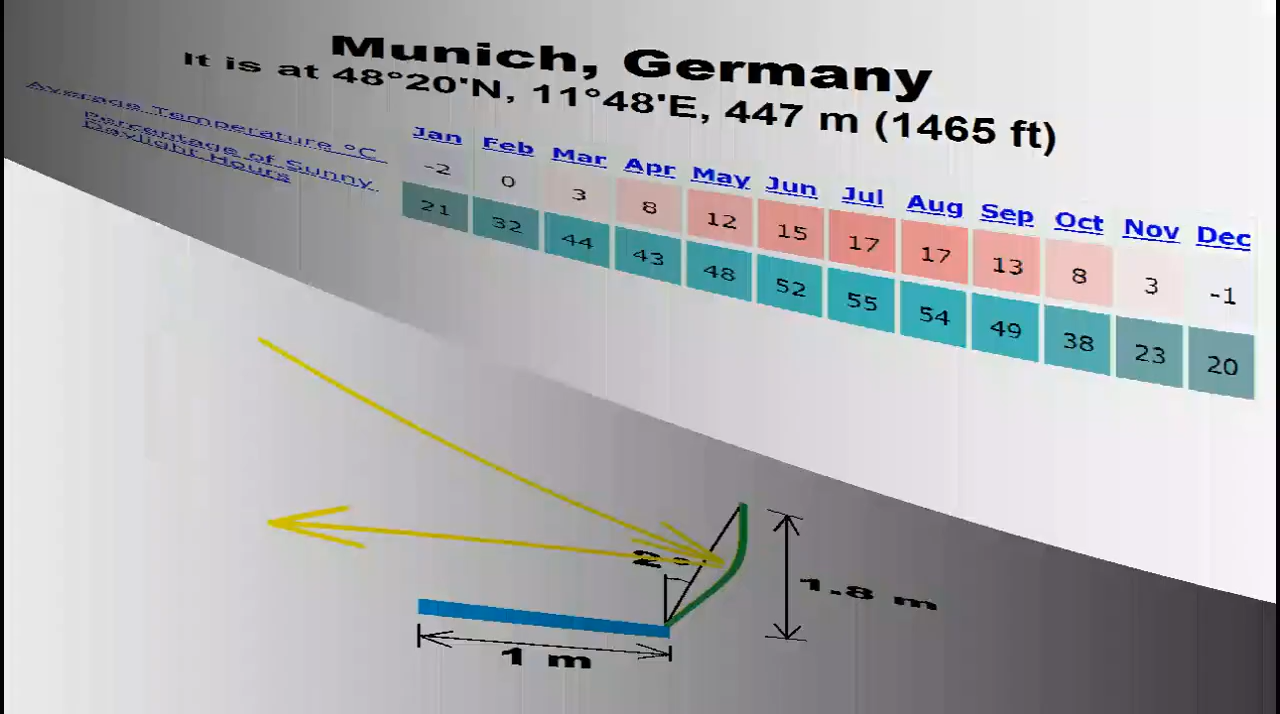 Munich, Germany
It is at 48°20'N, 11°48'E, 447 m (1465 ft)
Jan Feb Mar Apr May Jun Jul Aug Sep Oct Nov Dec
Average Temperature °C -2 0 3 8 12 15 17 17 13 8 3 -1
Percentage of Sunny
Daylight Hours 21 32 44 43 48 52 55 54 49 38 23 20
1.8 m
1 m